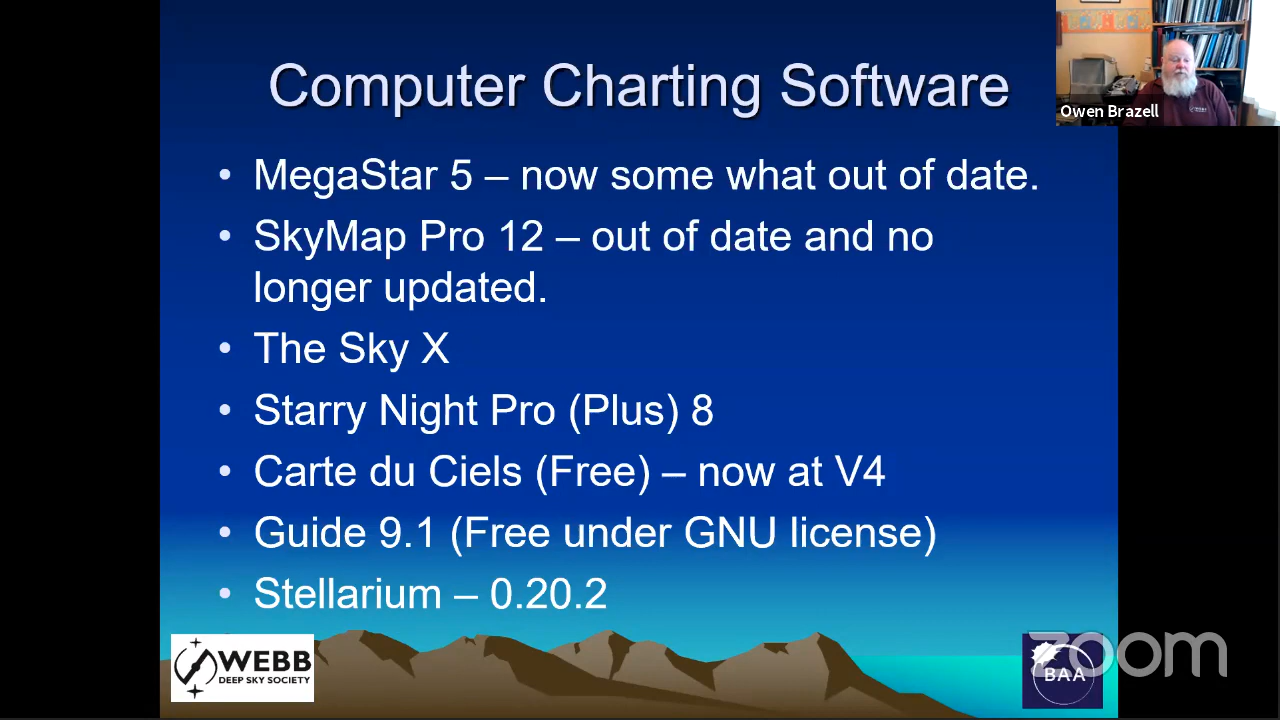 Computer Charting Software
Owen Brazell
• MegaStar 5 – now some what out of date.
• SkyMap Pro 12 – out of date and no
longer updated.
• The Sky X
• Starry Night Pro (Plus) 8
• Carte du Ciels (Free) – now at V4
• Guide 9.1 (Free under GNU license)
• Stellarium – 0.20.2
WEBB
DEEP SKY SOCIETY
BAA
zoom